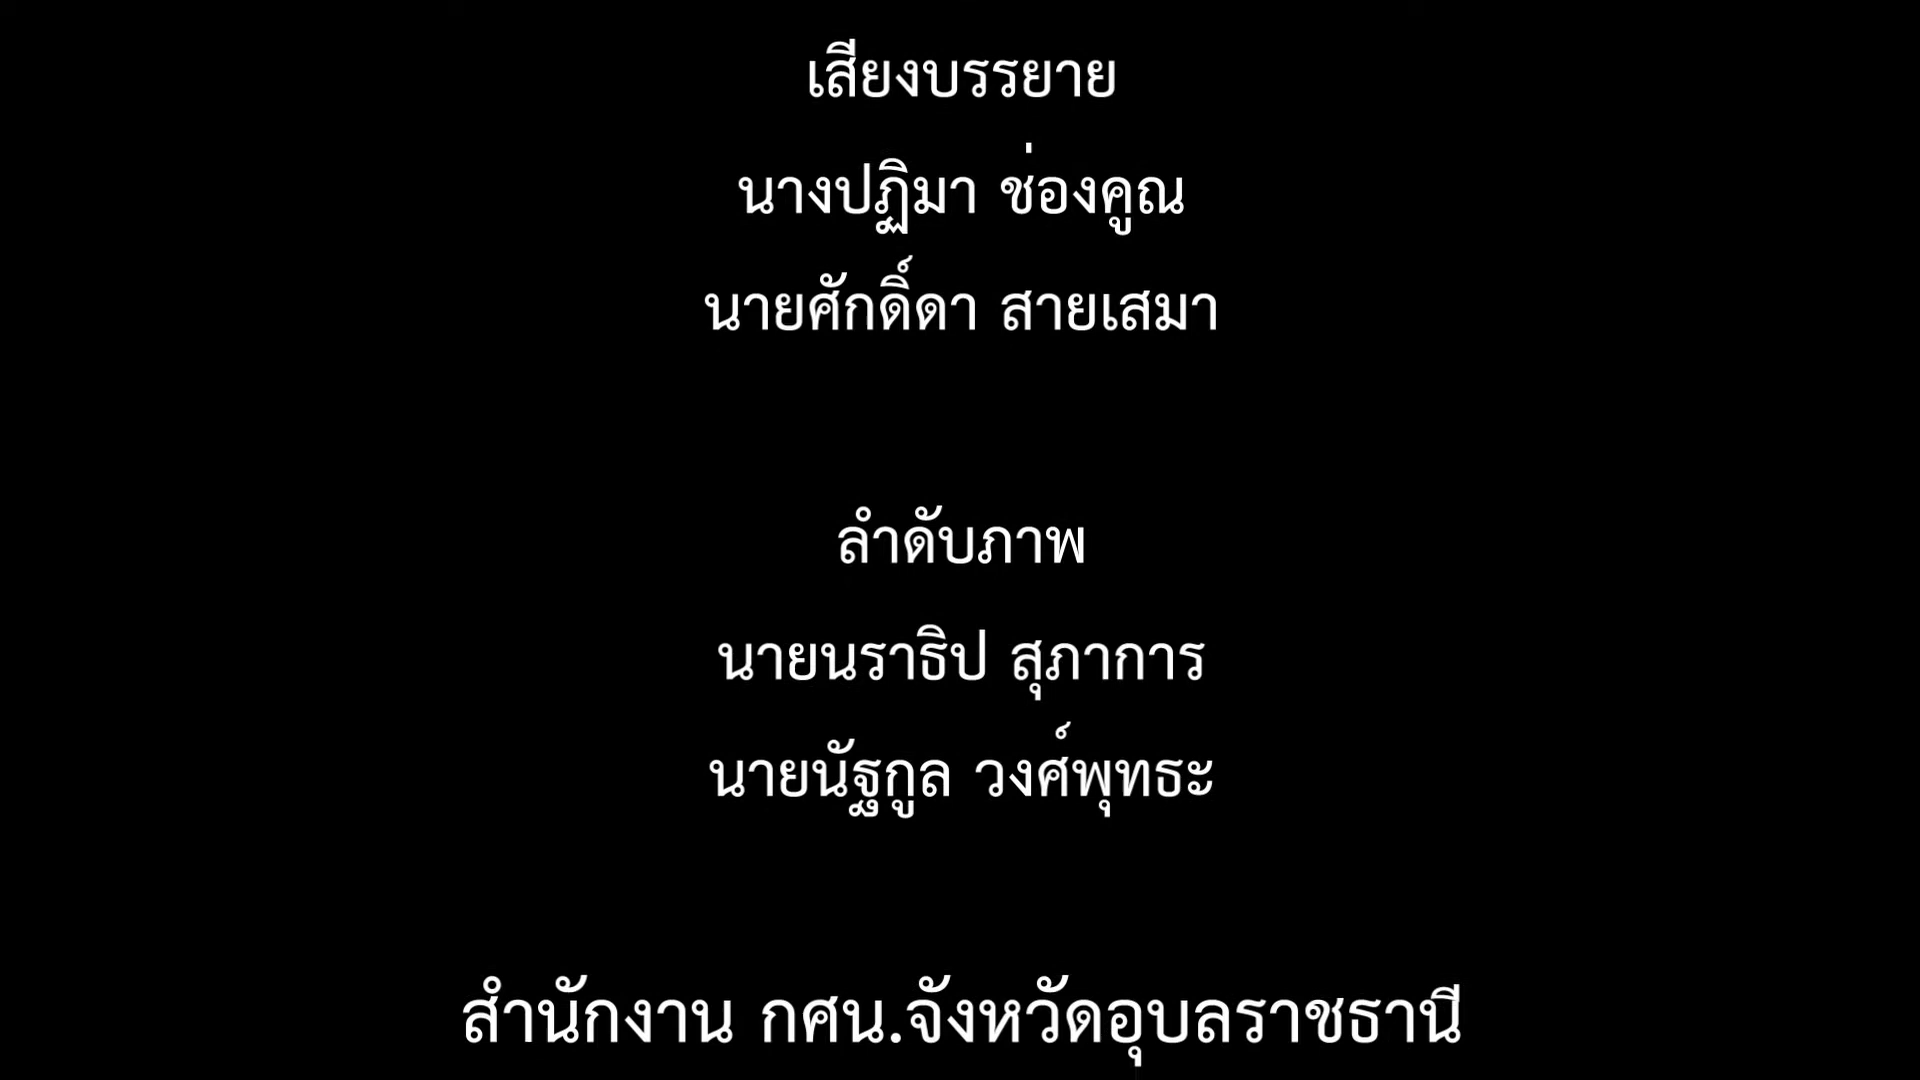 เสียงบรรยาย
นางปฏิมา ช่องคูณ
นายศักดิ์ดา สายเสมา
ลำดับภาพ
นายนราธิป สุภาการ
นายนัฐกูล วงศ์พุทธะ
สำนักงาน กศน.จังหวัดอุบลราชธานี